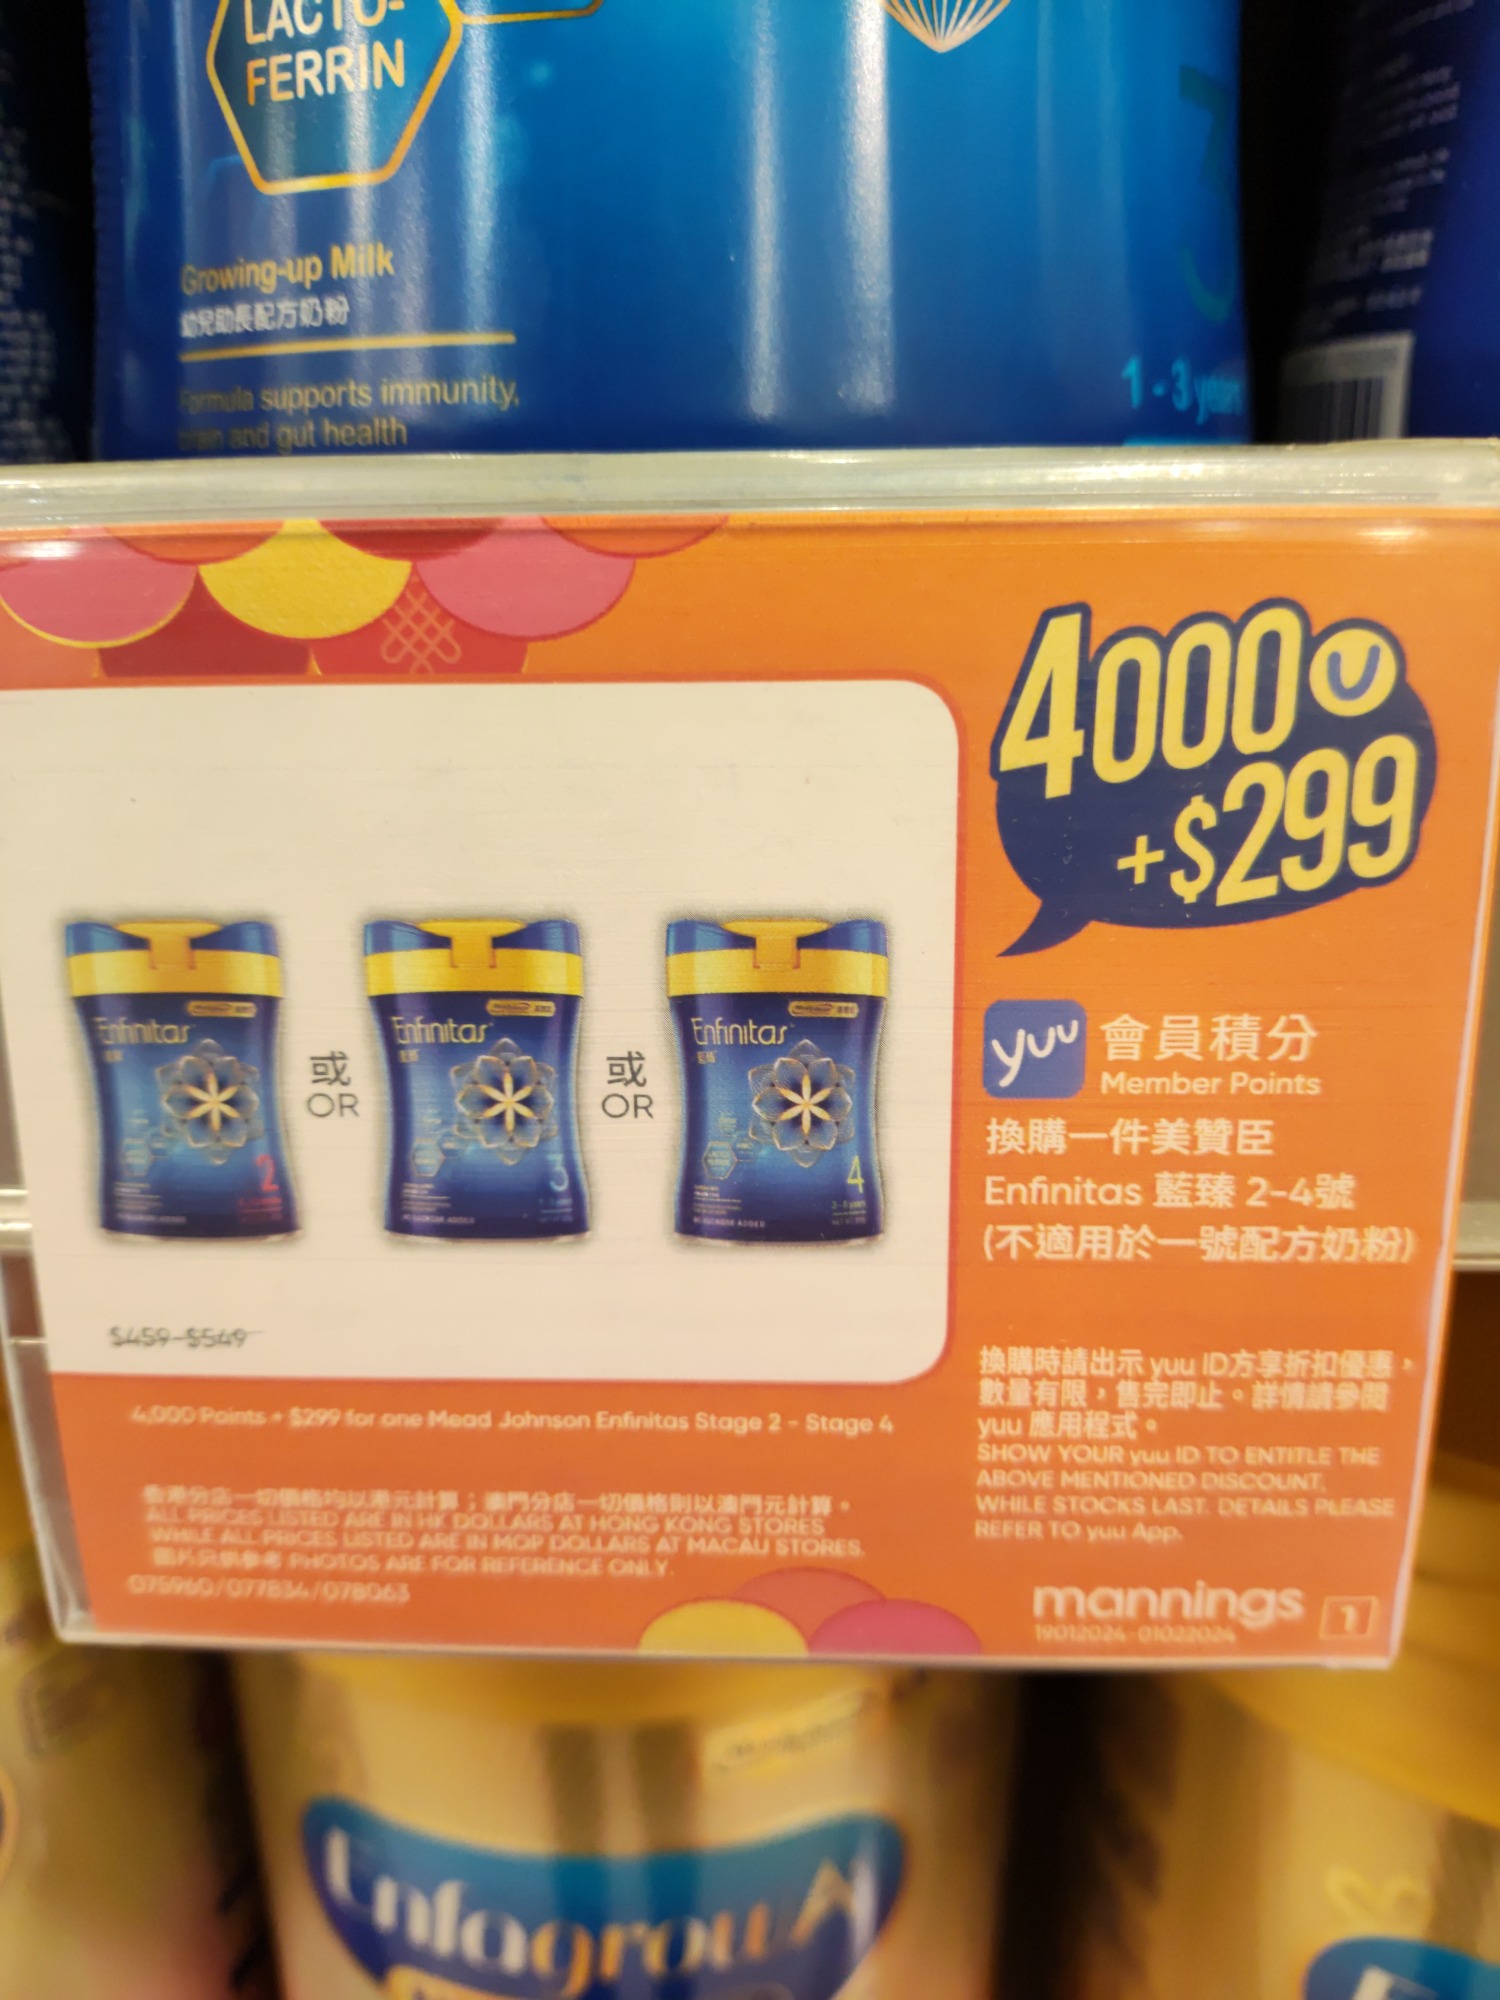 LACTO-
FERRIN
Growing-up Milk
幼兒助長配方奶粉
Formula supports immunity,
brain and gut health
1-3 years
4000 U
+$299
yuu 會員積分
Member Points
換購一件美贊臣
Enfinitas 藍臻 2-4號
(不適用於一號配方奶粉)
Enfinitas
2
或
OR
Enfinitas
3
或
OR
Enfinitas
4
$459-$549
4,000 Points + $299 for one Mead Johnson Enfinitas Stage 2 - Stage 4
換購時請出示 yuu ID方享折扣優惠，
數量有限，售完即止。詳情請參閱
yuu 應用程式。
SHOW YOUR yuu ID TO ENTITLE THE
ABOVE MENTIONED DISCOUNT,
WHILE STOCKS LAST. DETAILS PLEASE
REFER TO yuu App.
香港分店一切價格均以港元計算；澳門分店一切價格則以澳門元計算。
ALL PRICES LISTED ARE IN HK DOLLARS AT HONG KONG STORES
WHILE ALL PRICES LISTED ARE IN MOP DOLLARS AT MACAU STORES.
圖片只供參考 PHOTOS ARE FOR REFERENCE ONLY.
075960/077834/078063
mannings 1
19012024-01022024
Enfagrow A